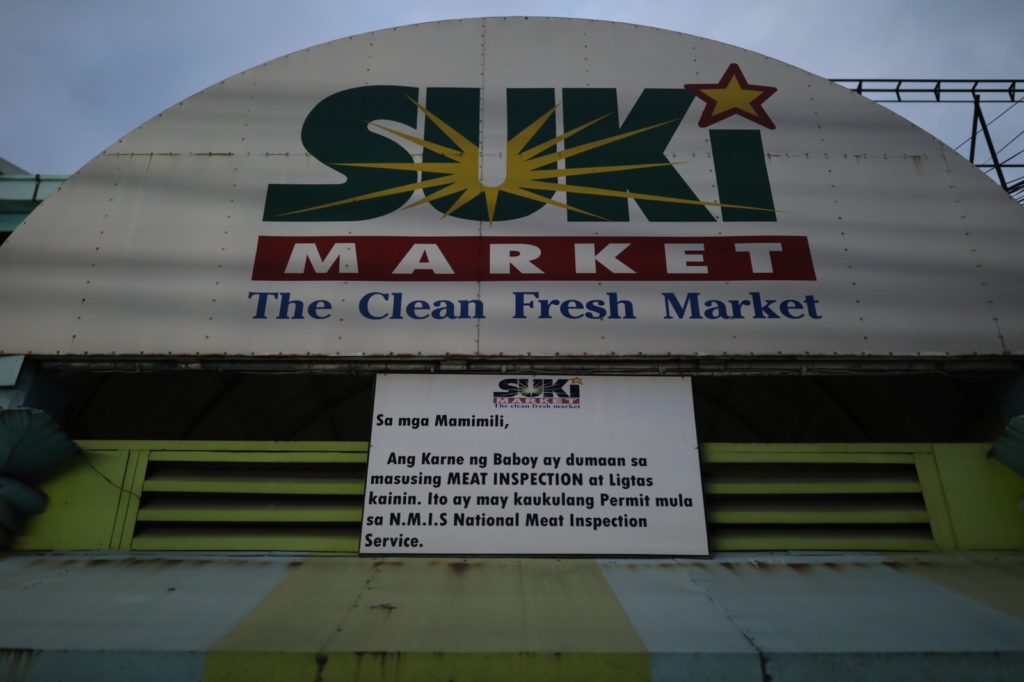 SUKi
MARKET
The Clean Fresh Market
SUKi
MARKET
The clean fresh market
Sa mga Mamimili,
Ang Karne ng Baboy ay dumaan sa
masusing MEAT INSPECTION at Ligtas
kainin. Ito ay may kaukulang Permit mula
sa N.M.I.S National Meat Inspection
Service.